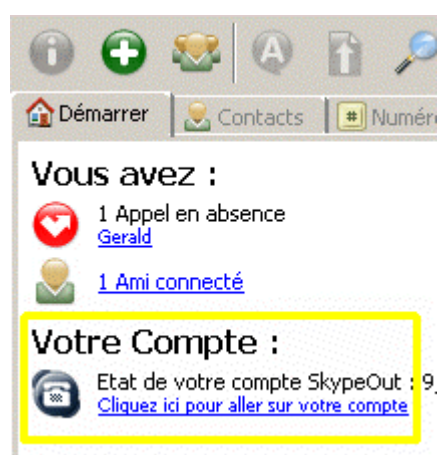 Démarrer Contacts Numér
Vous avez :
1 Appel en absence
Gerald
1 Ami connecté
Votre Compte :
Etat de votre compte SkypeOut : 9
Cliquez ici pour aller sur votre compte